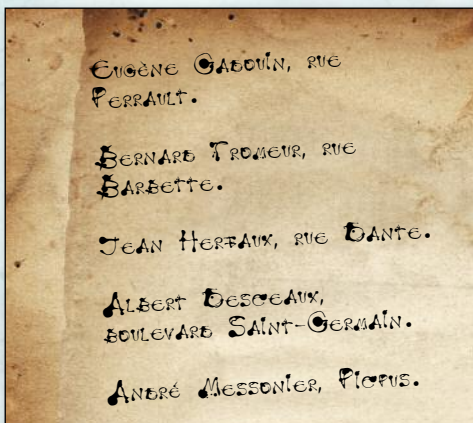 Eugène Gadouin, rue
Perrault.
Bernard Tromeur, rue
Barbette.
Jean Herfaux, rue Dante.
Albert Desceaux,
boulevard Saint-Germain.
André Messonier, Picpus.